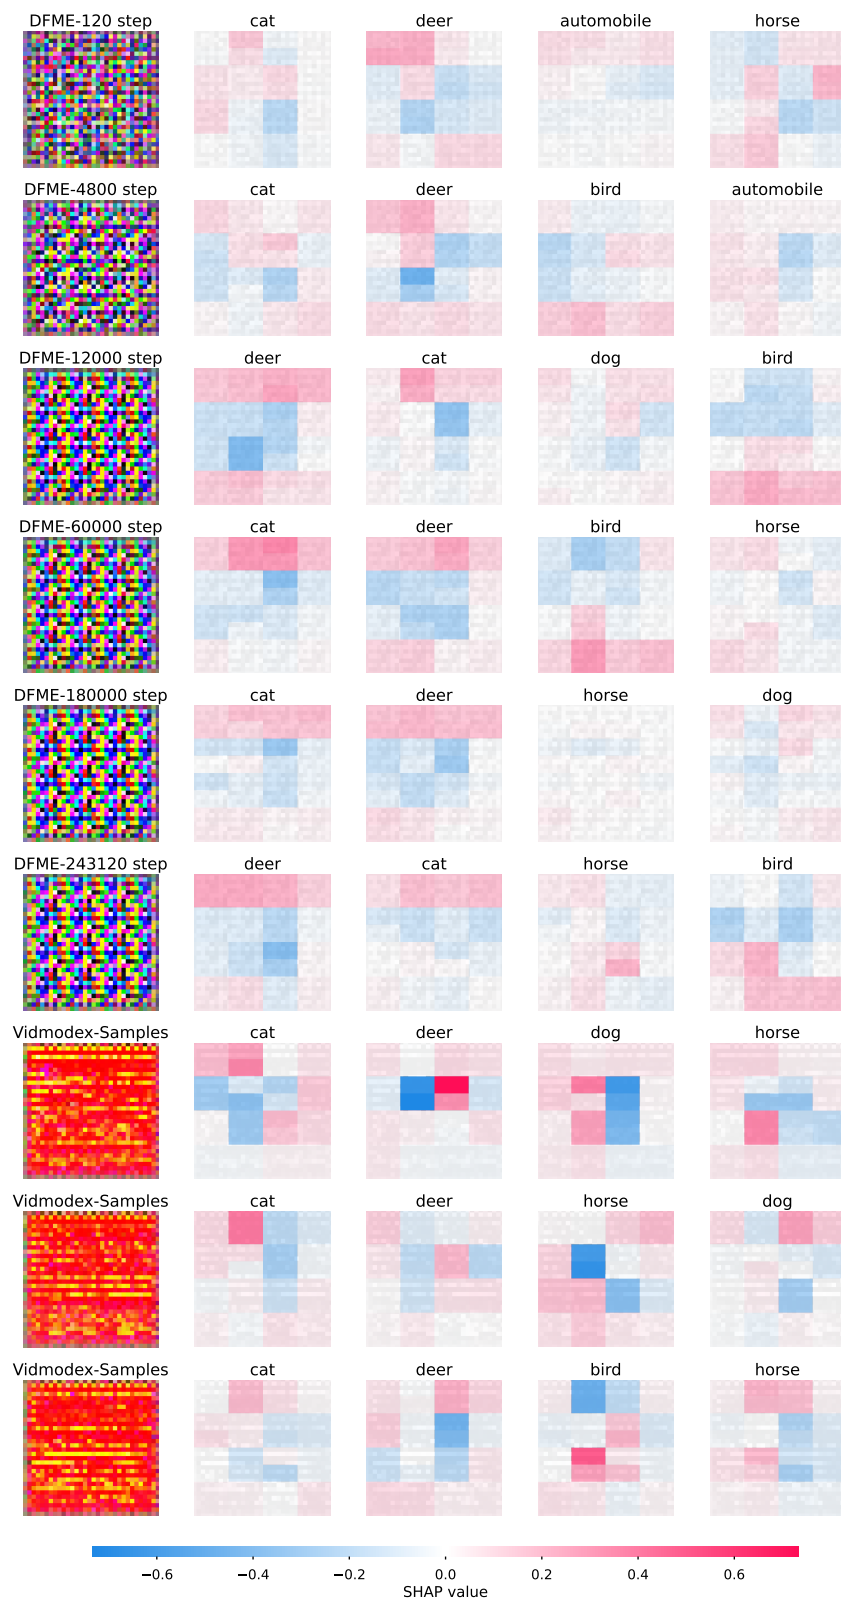 DFME-120 step cat deer automobile horse
DFME-4800 step cat deer bird automobile
DFME-12000 step deer cat dog bird
DFME-60000 step cat deer bird horse
DFME-180000 step cat deer horse dog
DFME-243120 step deer cat horse bird
Vidmodex-Samples cat deer dog horse
Vidmodex-Samples cat deer horse dog
Vidmodex-Samples cat deer bird horse
−0.6 −0.4 −0.2 0.0 0.2 0.4 0.6
SHAP value